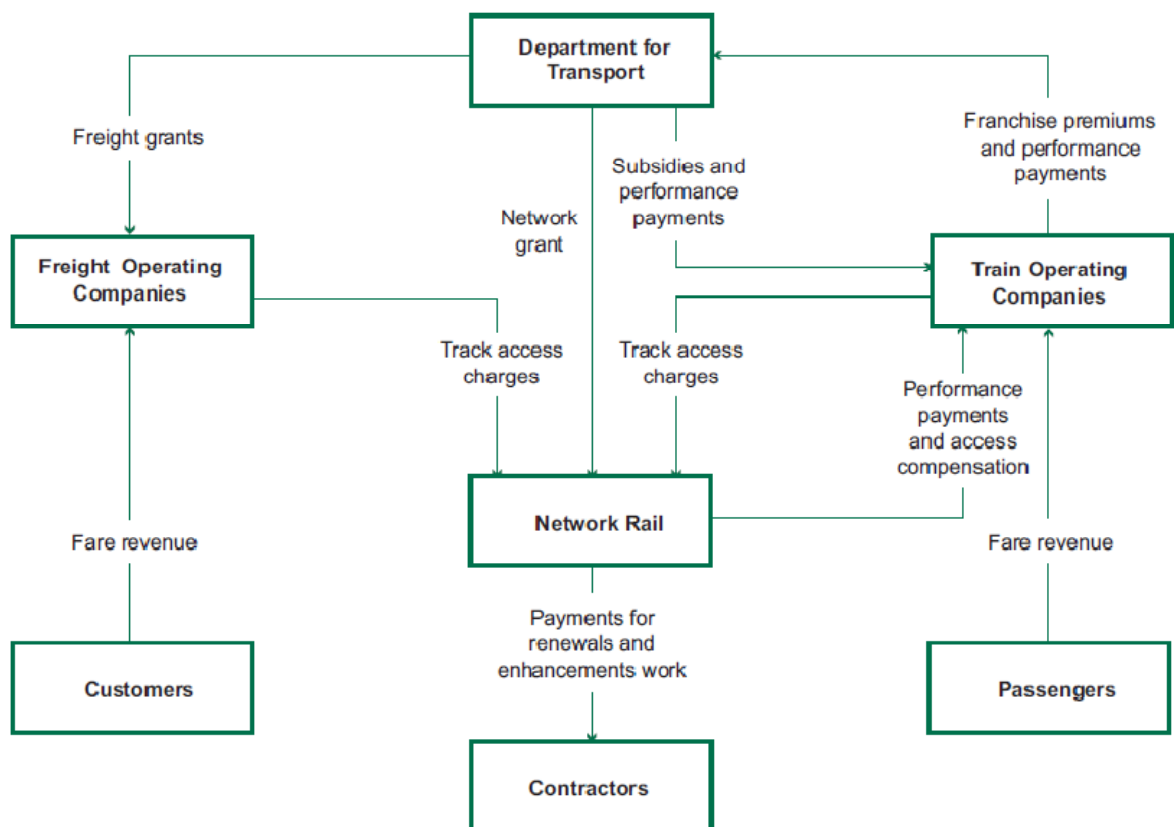 Department for
Transport
Freight grants
Subsidies and
performance
payments
Franchise premiums
and performance
payments
Network
grant
Freight Operating
Companies
Train Operating
Companies
Track access
charges
Track access
charges
Performance
payments
and access
compensation
Network Rail
Fare revenue
Fare revenue
Payments for
renewals and
enhancements work
Customers
Passengers
Contractors